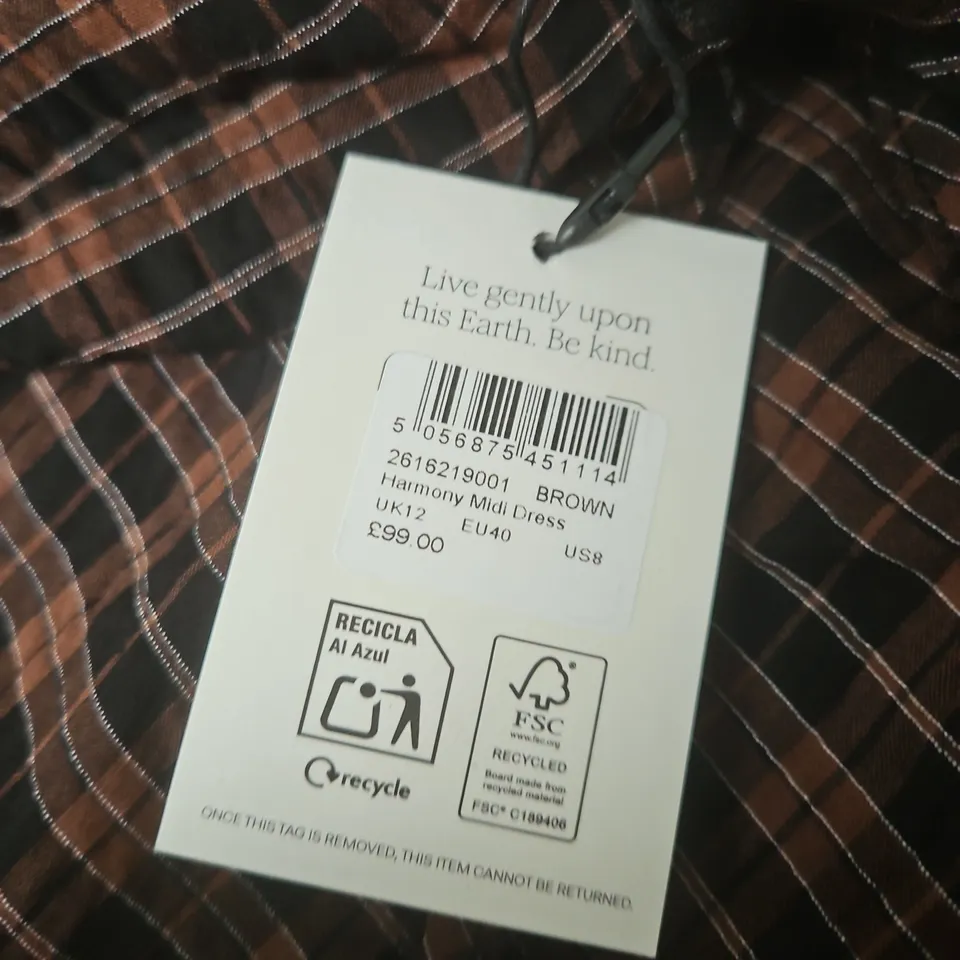 Live gently upon
this Earth. Be kind.
5 056875 451114
2616219001 BROWN
Harmony Midi Dress
UK12 EU40 US8
£99.00
RECICLA
Al Azul
recycle
FSC
www.fsc.org
RECYCLED
Board made from
recycled material
FSC® C189406
ONCE THIS TAG IS REMOVED, THIS ITEM CANNOT BE RETURNED.